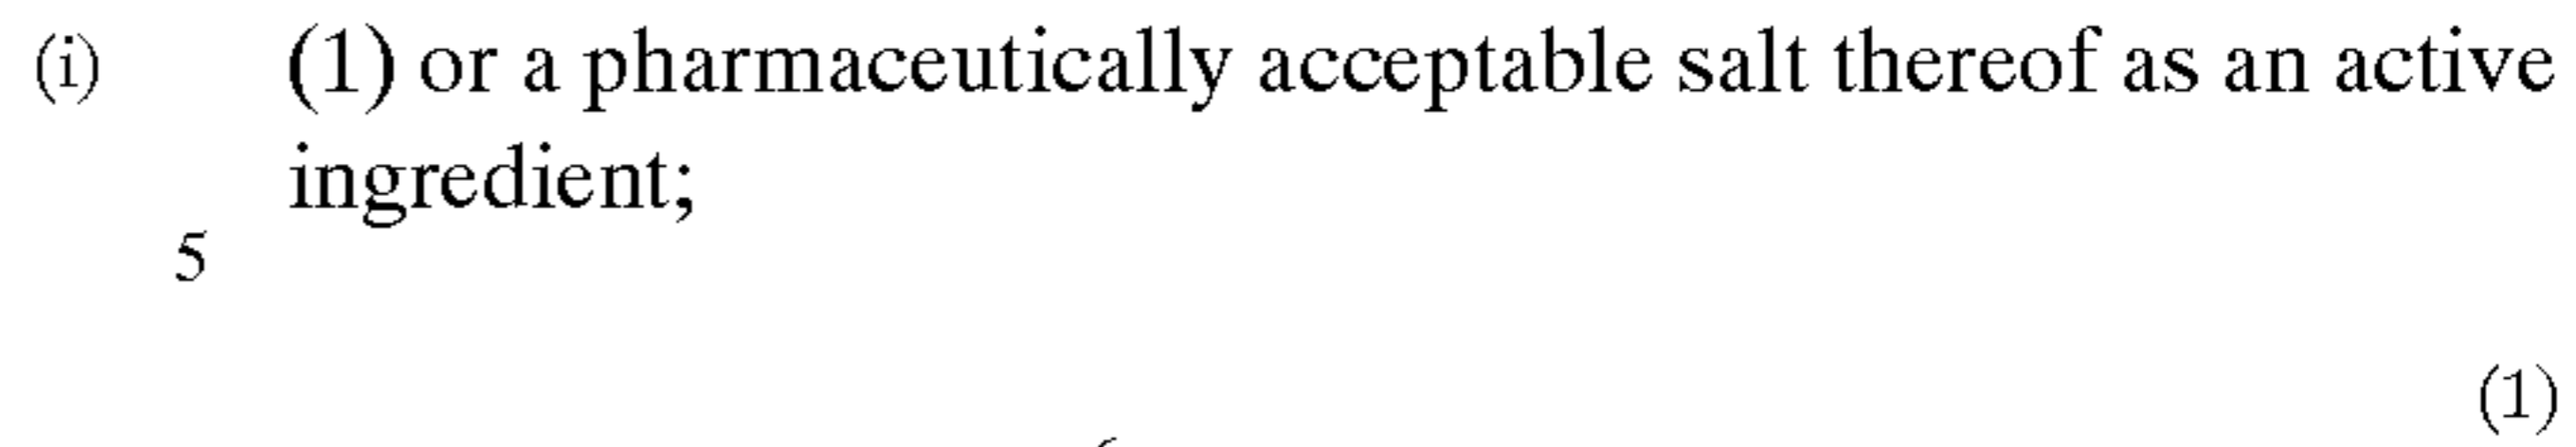 (i) (1) or a pharmaceutically acceptable salt thereof as an active
ingredient;
5
(1)